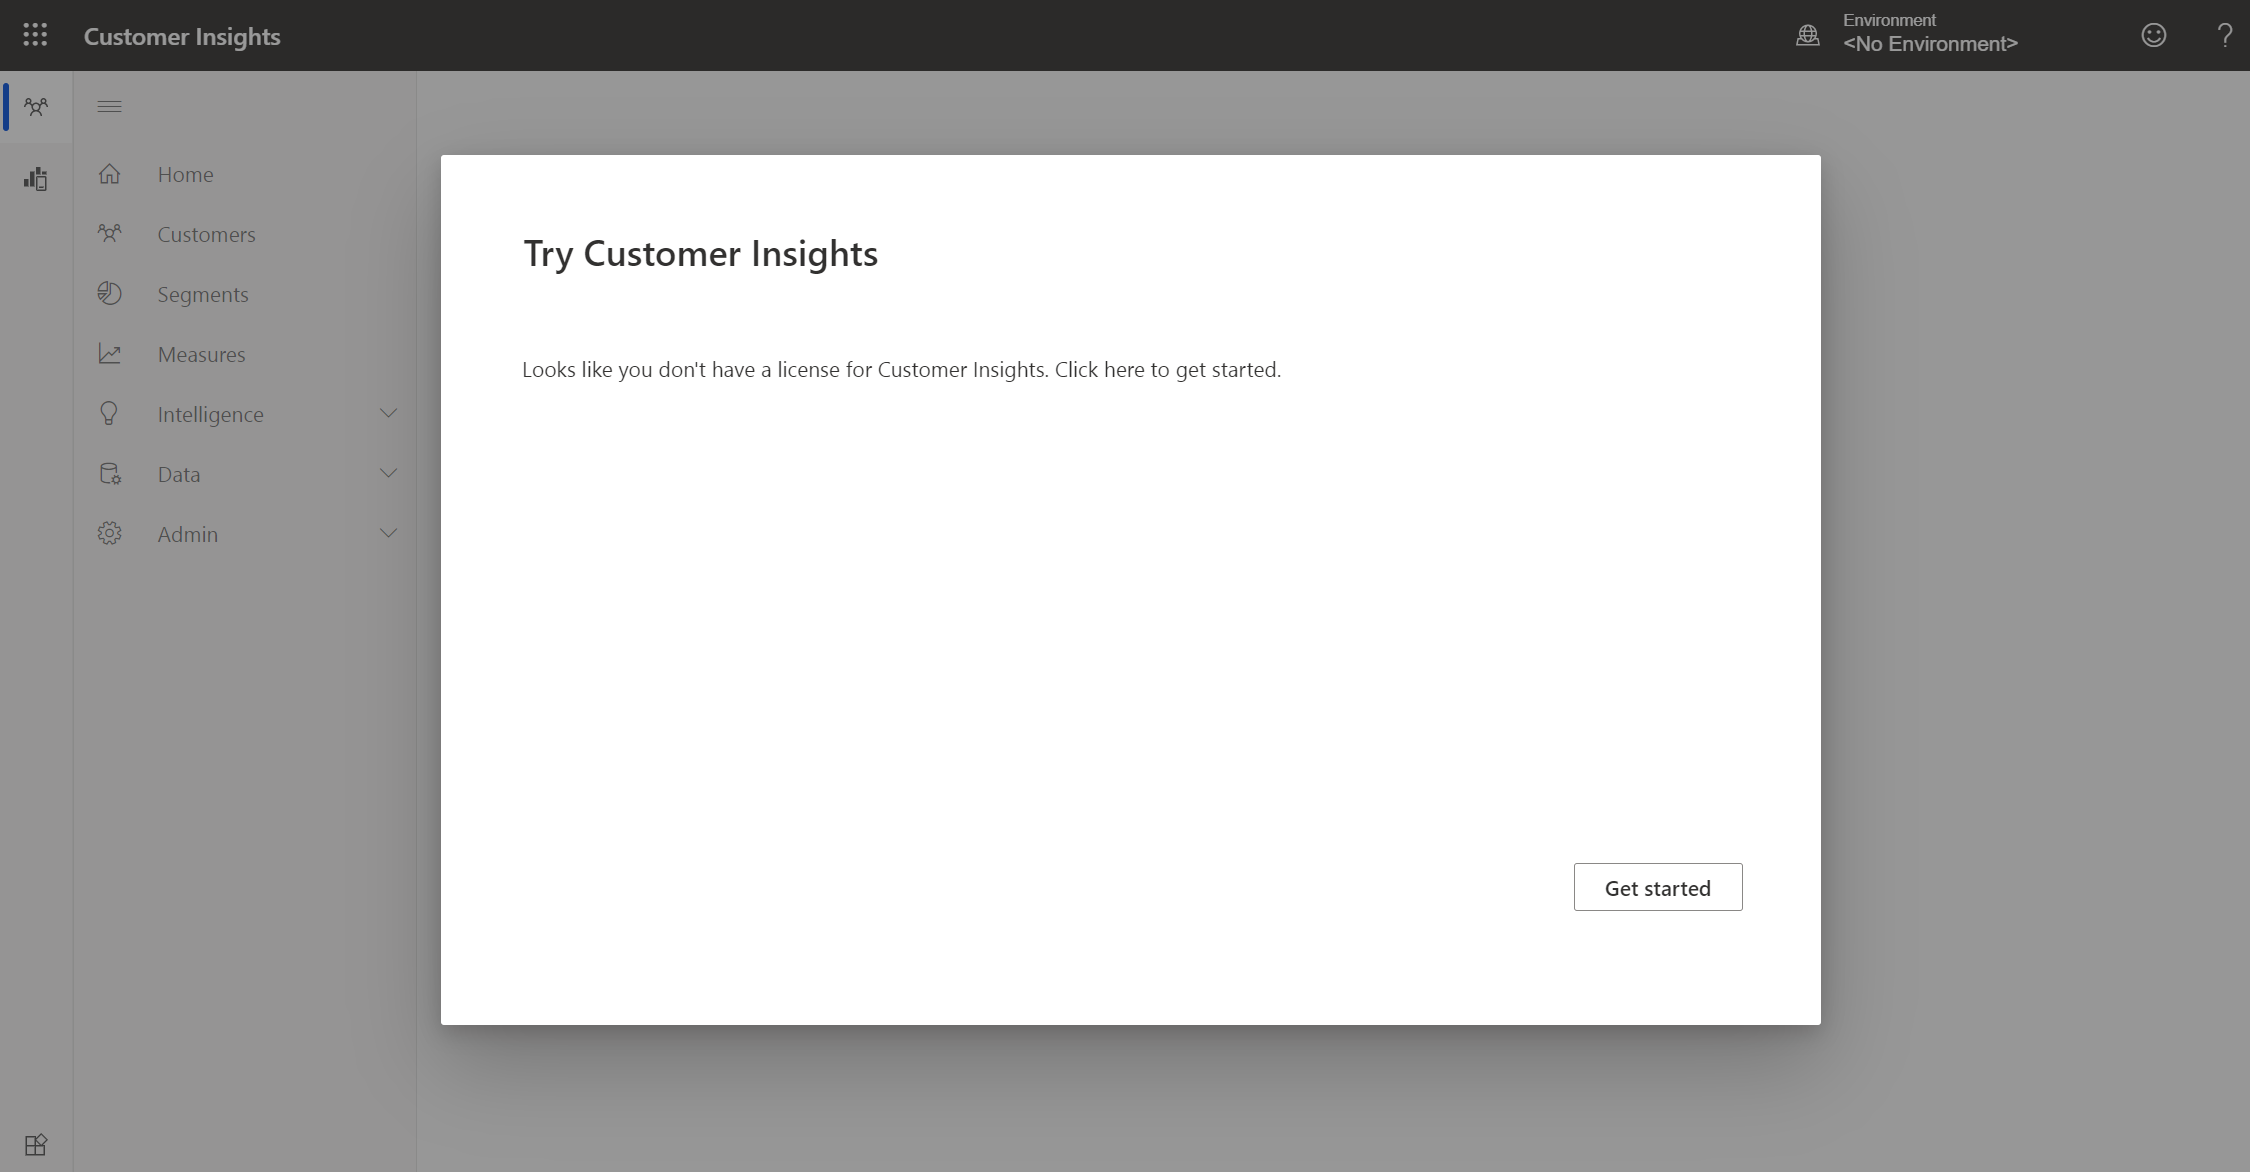 Customer Insights
Environment
<No Environment>
Home
Customers
Segments
Measures
Intelligence
Data
Admin
Try Customer Insights
Looks like you don't have a license for Customer Insights. Click here to get started.
Get started